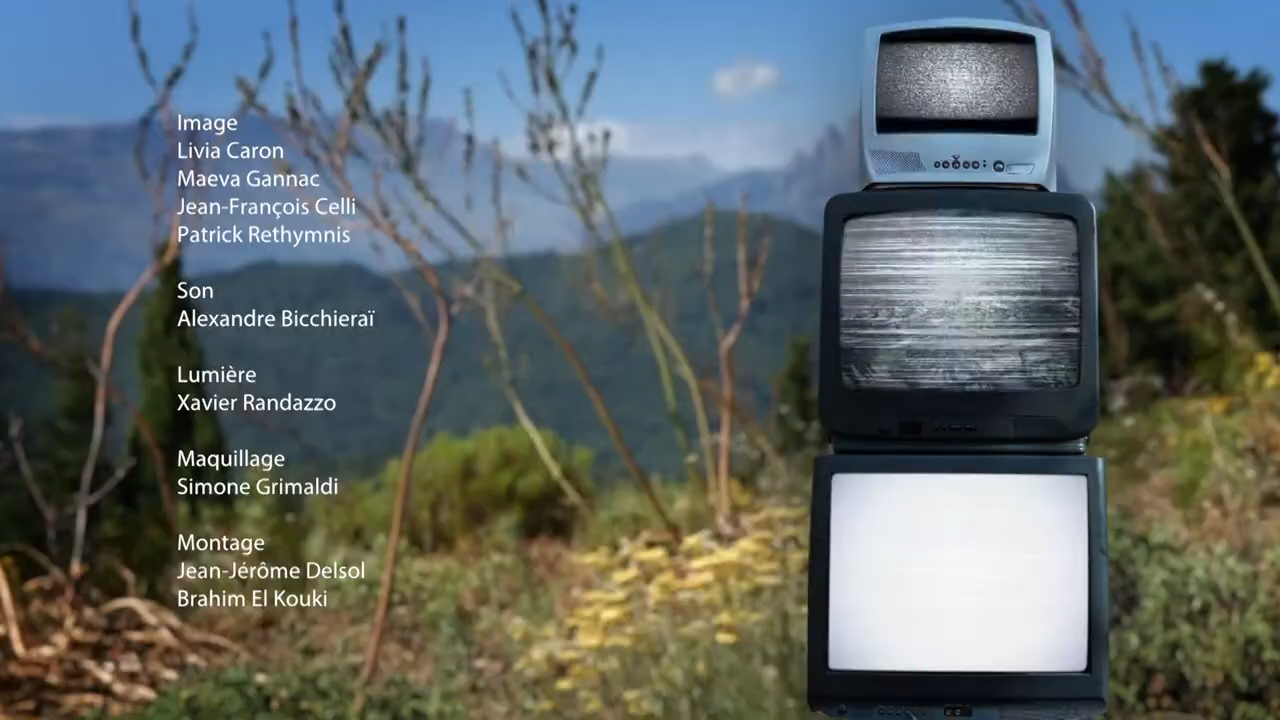 Image
Livia Caron
Maeva Gannac
Jean-François Celli
Patrick Rethymnis
Son
Alexandre Bicchieraï
Lumière
Xavier Randazzo
Maquillage
Simone Grimaldi
Montage
Jean-Jérôme Delsol
Brahim El Kouki